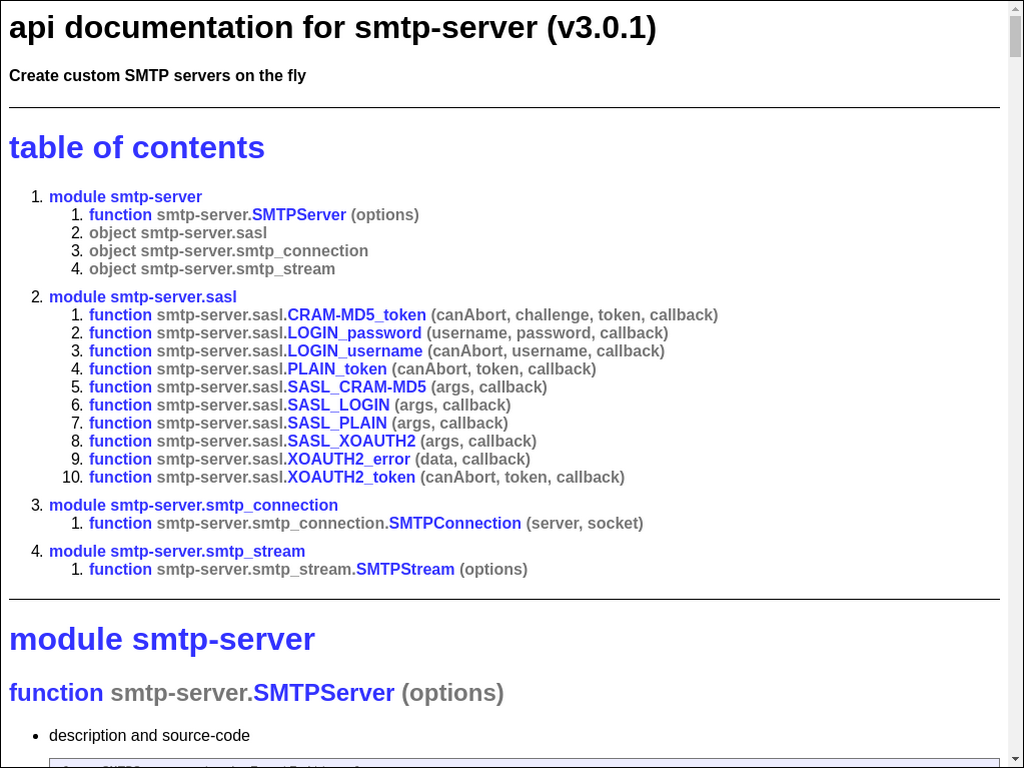 api documentation for smtp-server (v3.0.1)
Create custom SMTP servers on the fly
table of contents
1. module smtp-server
1. function smtp-server.SMTPServer (options)
2. object smtp-server.sasl
3. object smtp-server.smtp_connection
4. object smtp-server.smtp_stream
2. module smtp-server.sasl
1. function smtp-server.sasl.CRAM-MD5_token (canAbort, challenge, token, callback)
2. function smtp-server.sasl.LOGIN_password (username, password, callback)
3. function smtp-server.sasl.LOGIN_username (canAbort, username, callback)
4. function smtp-server.sasl.PLAIN_token (canAbort, token, callback)
5. function smtp-server.sasl.SASL_CRAM-MD5 (args, callback)
6. function smtp-server.sasl.SASL_LOGIN (args, callback)
7. function smtp-server.sasl.SASL_PLAIN (args, callback)
8. function smtp-server.sasl.SASL_XOAUTH2 (args, callback)
9. function smtp-server.sasl.XOAUTH2_error (data, callback)
10. function smtp-server.sasl.XOAUTH2_token (canAbort, token, callback)
3. module smtp-server.smtp_connection
1. function smtp-server.smtp_connection.SMTPConnection (server, socket)
4. module smtp-server.smtp_stream
1. function smtp-server.smtp_stream.SMTPStream (options)
module smtp-server
function smtp-server.SMTPServer (options)
• description and source-code